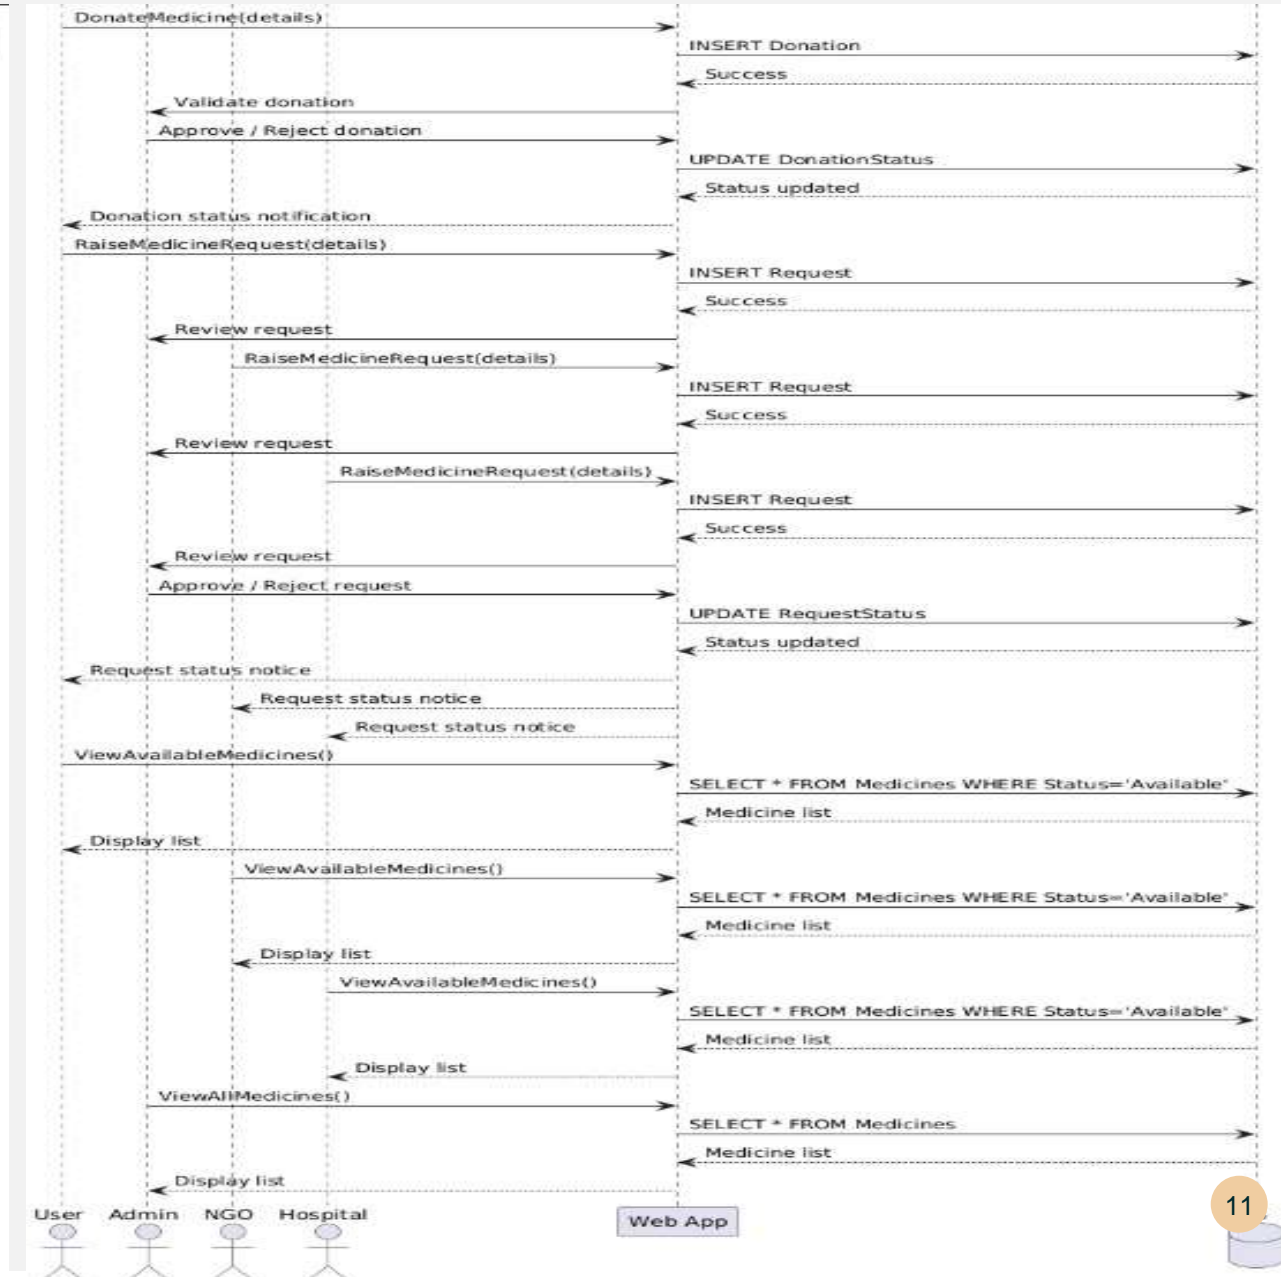 DonateMedicine(details)
INSERT Donation
Success
Validate donation
Approve / Reject donation
UPDATE DonationStatus
Status updated
Donation status notification
RaiseMedicineRequest(details)
INSERT Request
Success
Review request
RaiseMedicineRequest(details)
INSERT Request
Success
Review request
RaiseMedicineRequest(details)
INSERT Request
Success
Review request
Approve / Reject request
UPDATE RequestStatus
Status updated
Request status notice
Request status notice
Request status notice
ViewAvailableMedicines()
SELECT * FROM Medicines WHERE Status='Available'
Medicine list
Display list
ViewAvailableMedicines()
SELECT * FROM Medicines WHERE Status='Available'
Medicine list
Display list
ViewAvailableMedicines()
SELECT * FROM Medicines WHERE Status='Available'
Medicine list
Display list
ViewAllMedicines()
SELECT * FROM Medicines
Medicine list
Display list
User Admin NGO Hospital
Web App
11